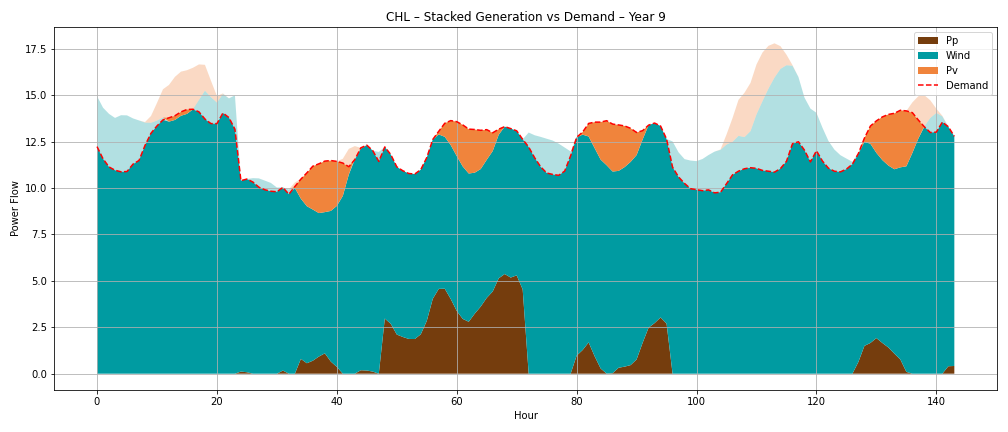 CHL – Stacked Generation vs Demand – Year 9
Pp
Wind
Pv
Demand
Power Flow
17.5
15.0
12.5
10.0
7.5
5.0
2.5
0.0
0 20 40 60 80 100 120 140
Hour